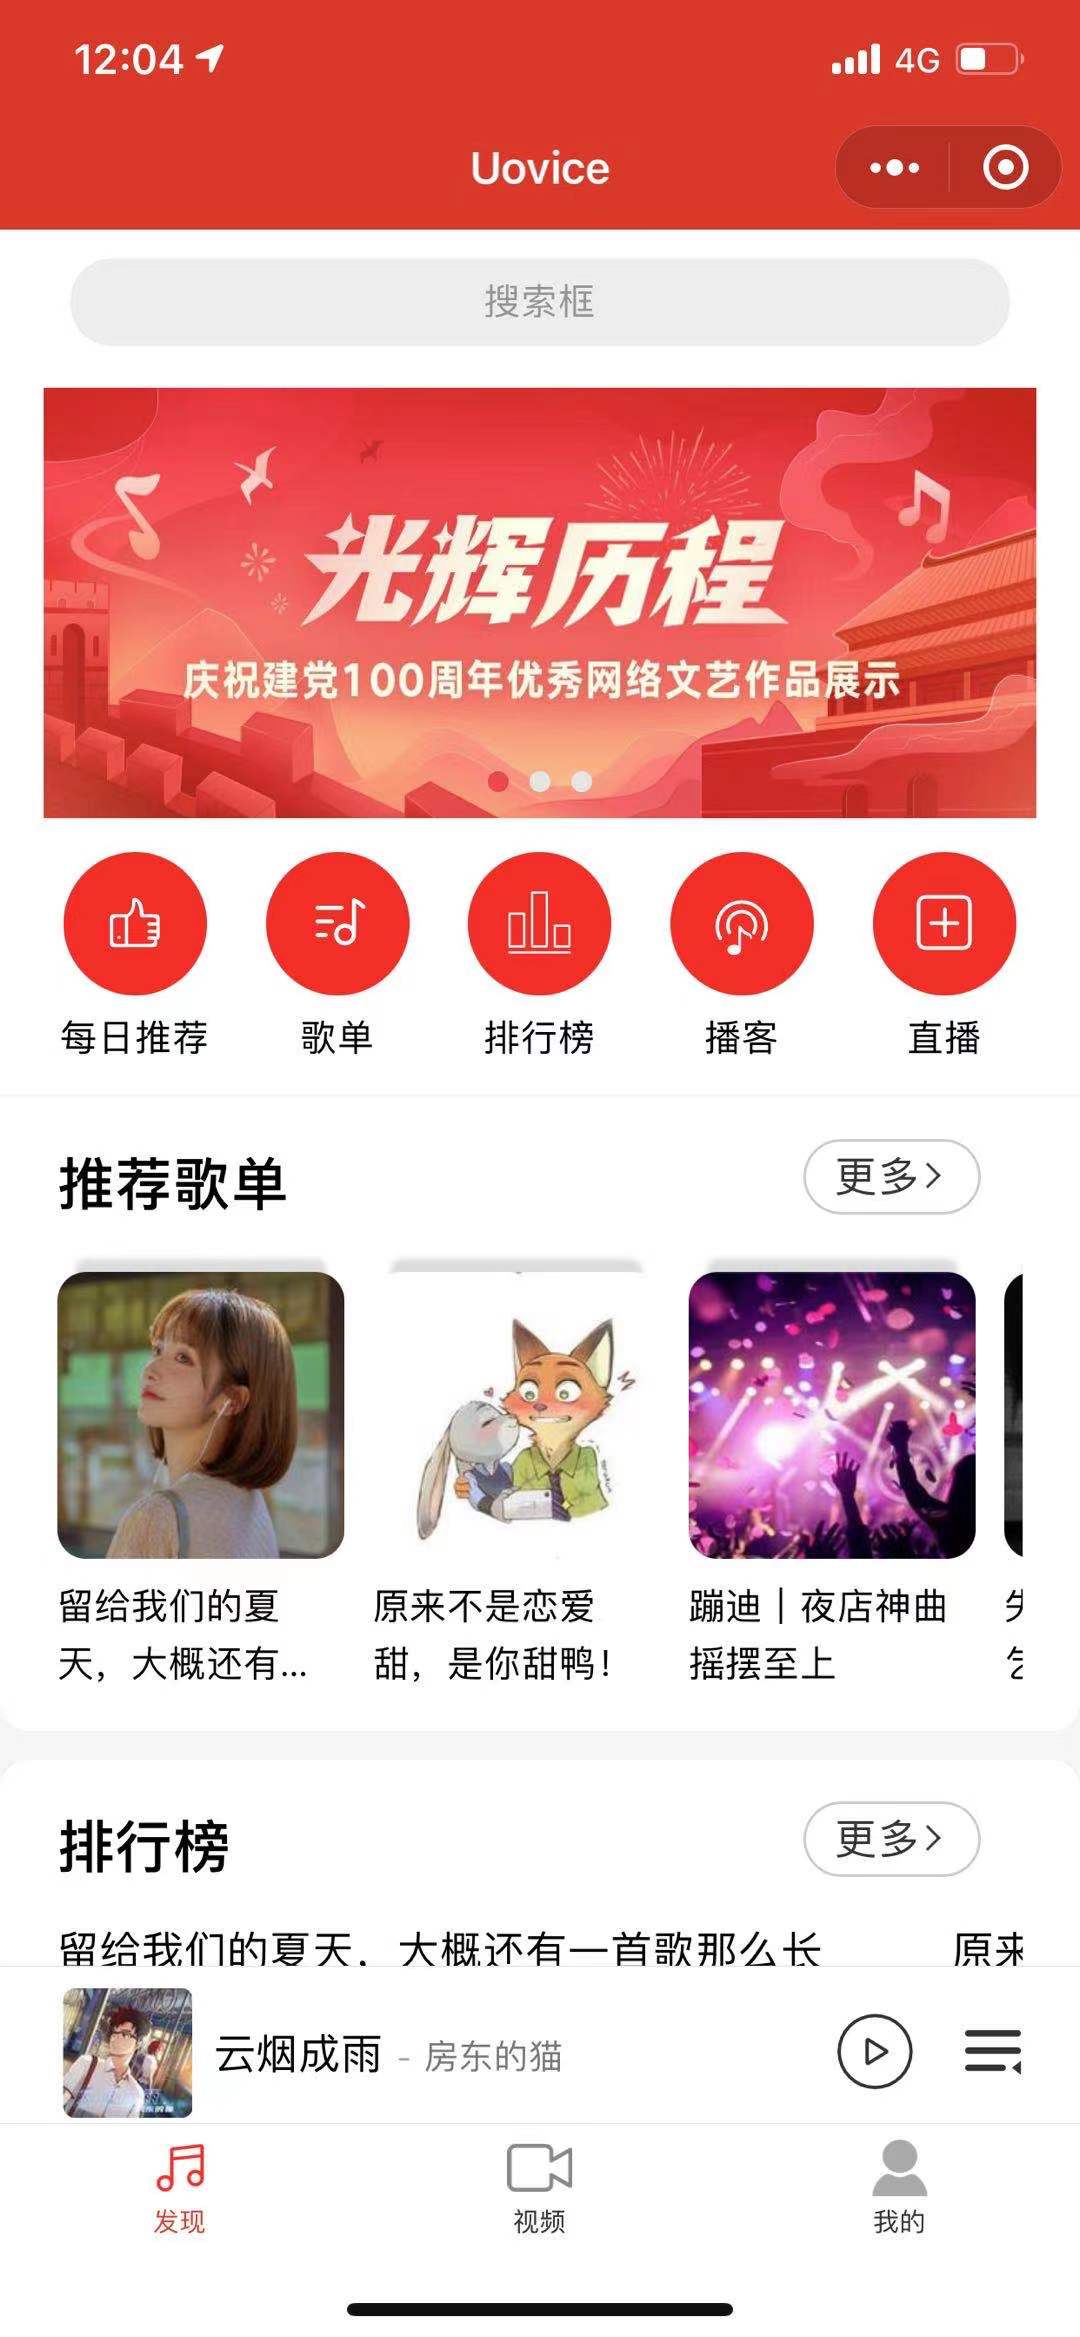 12:04
4G
Uovice
搜索框
光辉历程
庆祝建党100周年优秀网络文艺作品展示
每日推荐
歌单
排行榜
播客
直播
推荐歌单
更多
留给我们的夏
天，大概还有...
原来不是恋爱
甜，是你甜鸭！
蹦迪｜夜店神曲
摇摆至上
排行榜
更多
留给我们的夏天，大概还有一首歌那么长
原来
云烟成雨 - 房东的猫
发现
视频
我的